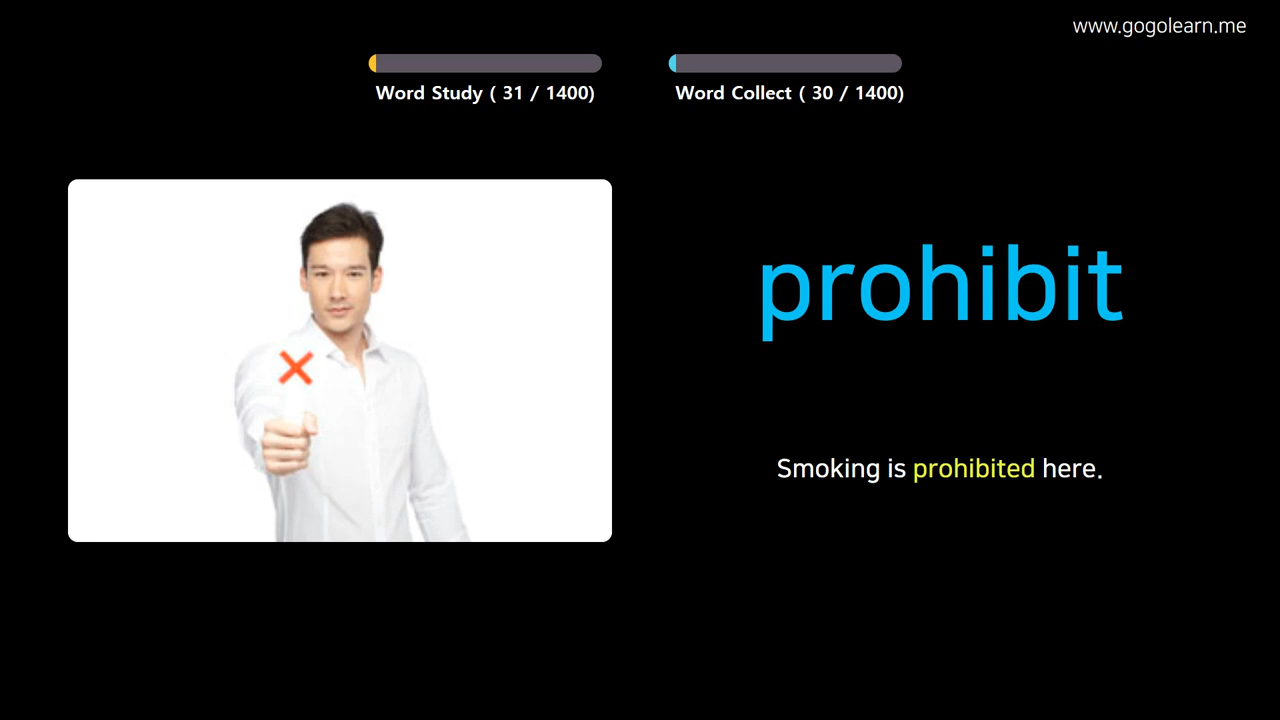 www.gogolearn.me
Word Study ( 31 / 1400)
Word Collect ( 30 / 1400)
prohibit
Smoking is prohibited here.